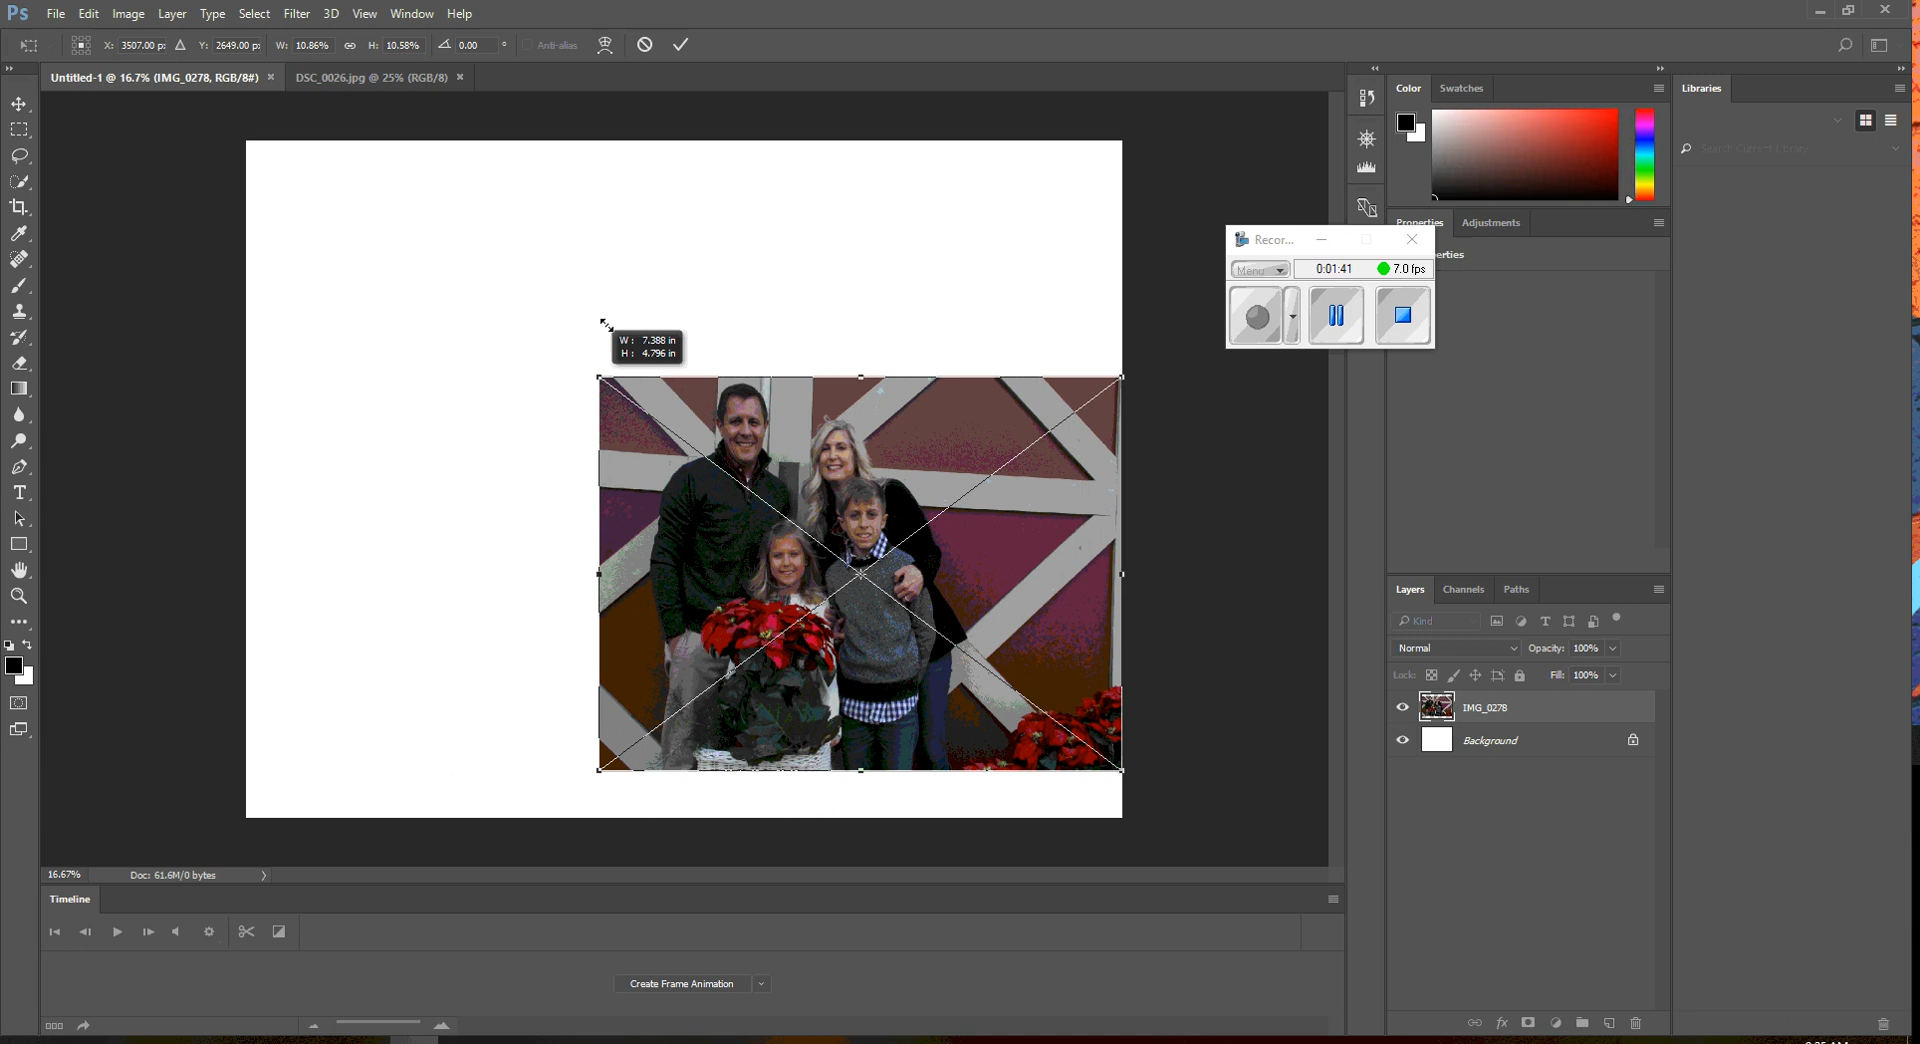 Ps File Edit Image Layer Type Select Filter 3D View Window Help
X: 3507.00 p: Y: 2649.00 p: W: 10.86% H: 10.58% 0.00 ° Anti-alias
Untitled-1 @ 16.7% (IMG_0278, RGB/8#) × DSC_0026.jpg @ 25% (RGB/8) ×
Color Swatches
Libraries
Search Current Library
Properties Adjustments
erties
Recor...
Menu 0:01:41 7.0 fps
W: 7.388 in
H: 4.796 in
Layers Channels Paths
Kind
Normal Opacity: 100%
Lock: Fill: 100%
IMG_0278
Background
16.67% Doc: 61.6M/0 bytes
Timeline
Create Frame Animation